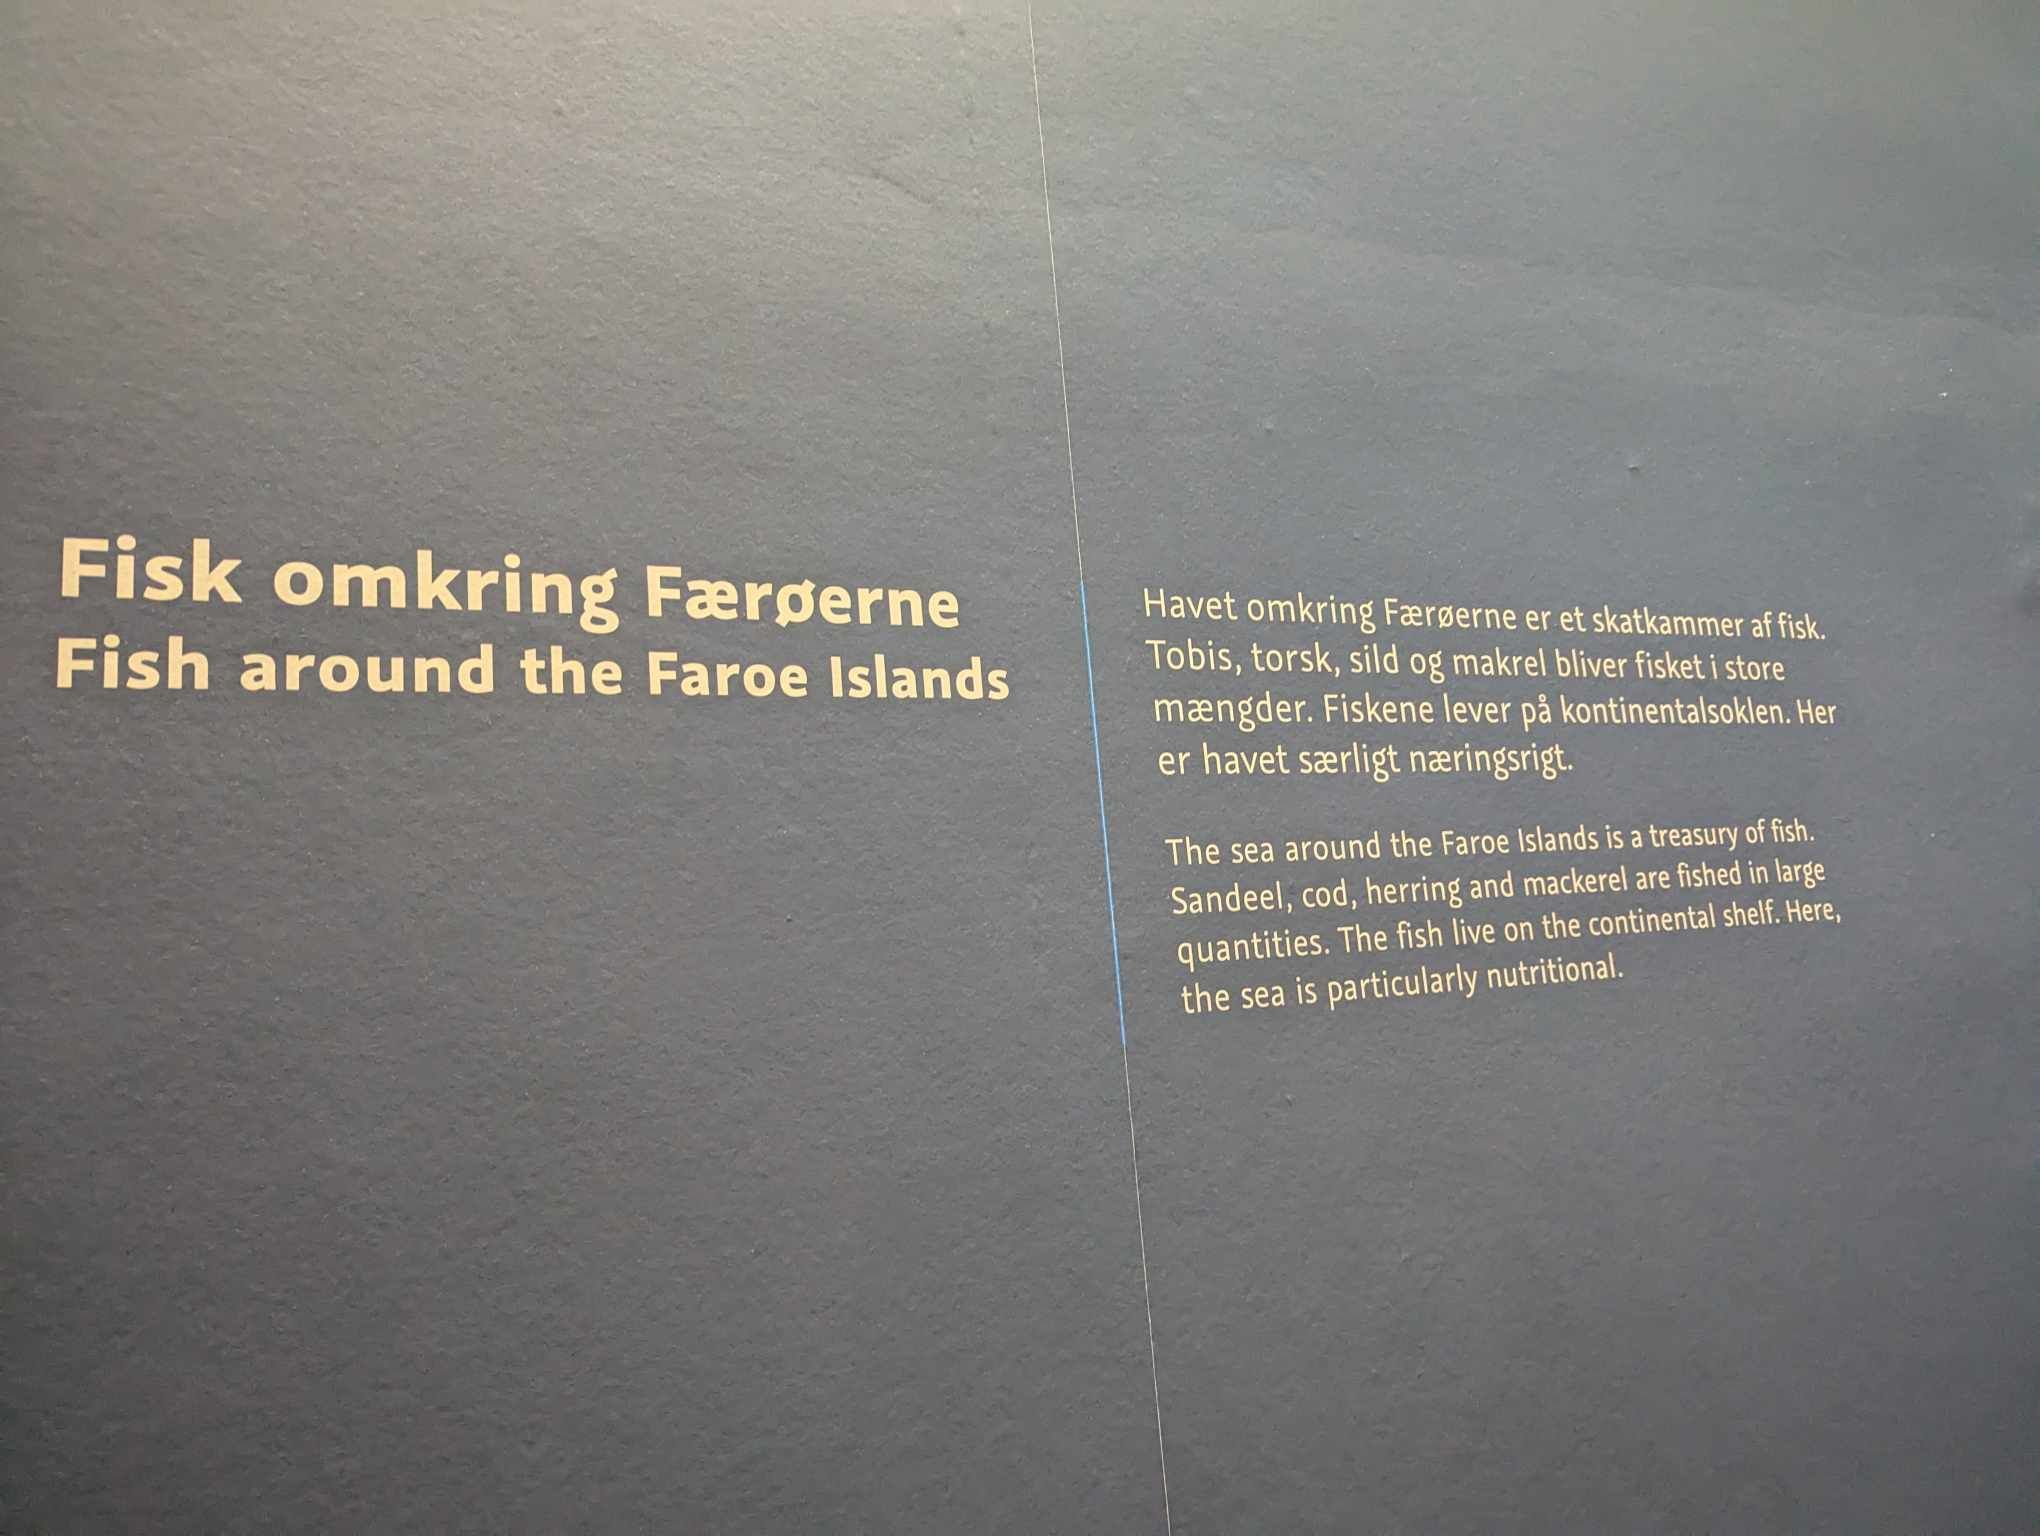 Fisk omkring Færøerne
Fish around the Faroe Islands
Havet omkring Færøerne er et skatkammer af fisk.
Tobis, torsk, sild og makrel bliver fisket i store
mængder. Fiskene lever på kontinentalsoklen. Her
er havet særligt næringsrigt.
The sea around the Faroe Islands is a treasury of fish.
Sandeel, cod, herring and mackerel are fished in large
quantities. The fish live on the continental shelf. Here,
the sea is particularly nutritional.